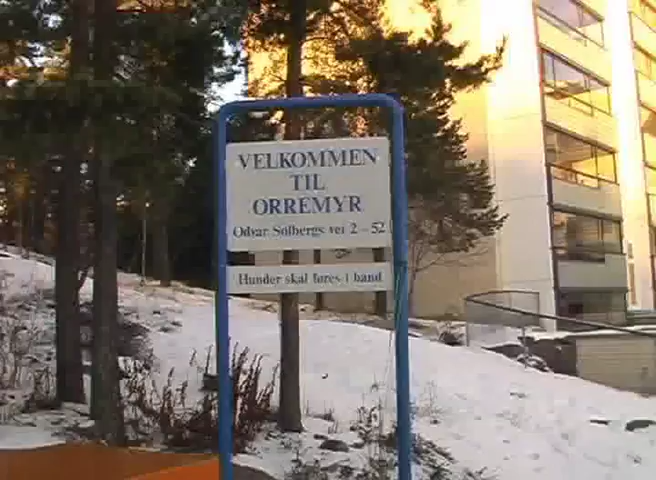 VELKOMMEN
TIL
ORREMYR
Odvar Solbergs vei 2 - 52
Hunder skal føres i bånd